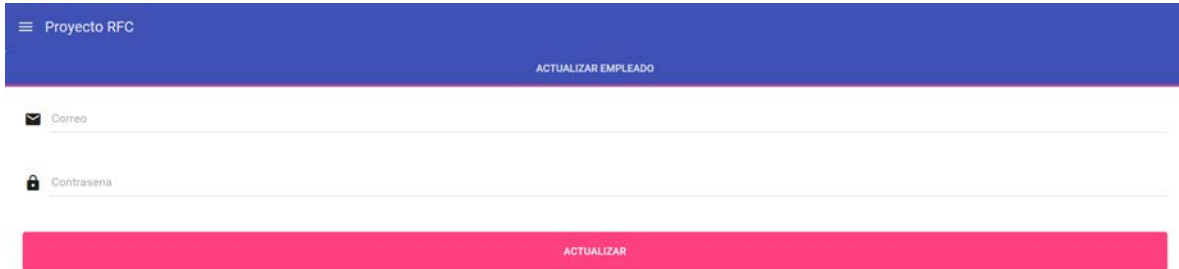 Proyecto RFC
ACTUALIZAR EMPLEADO
Correo
Contrasena
ACTUALIZAR